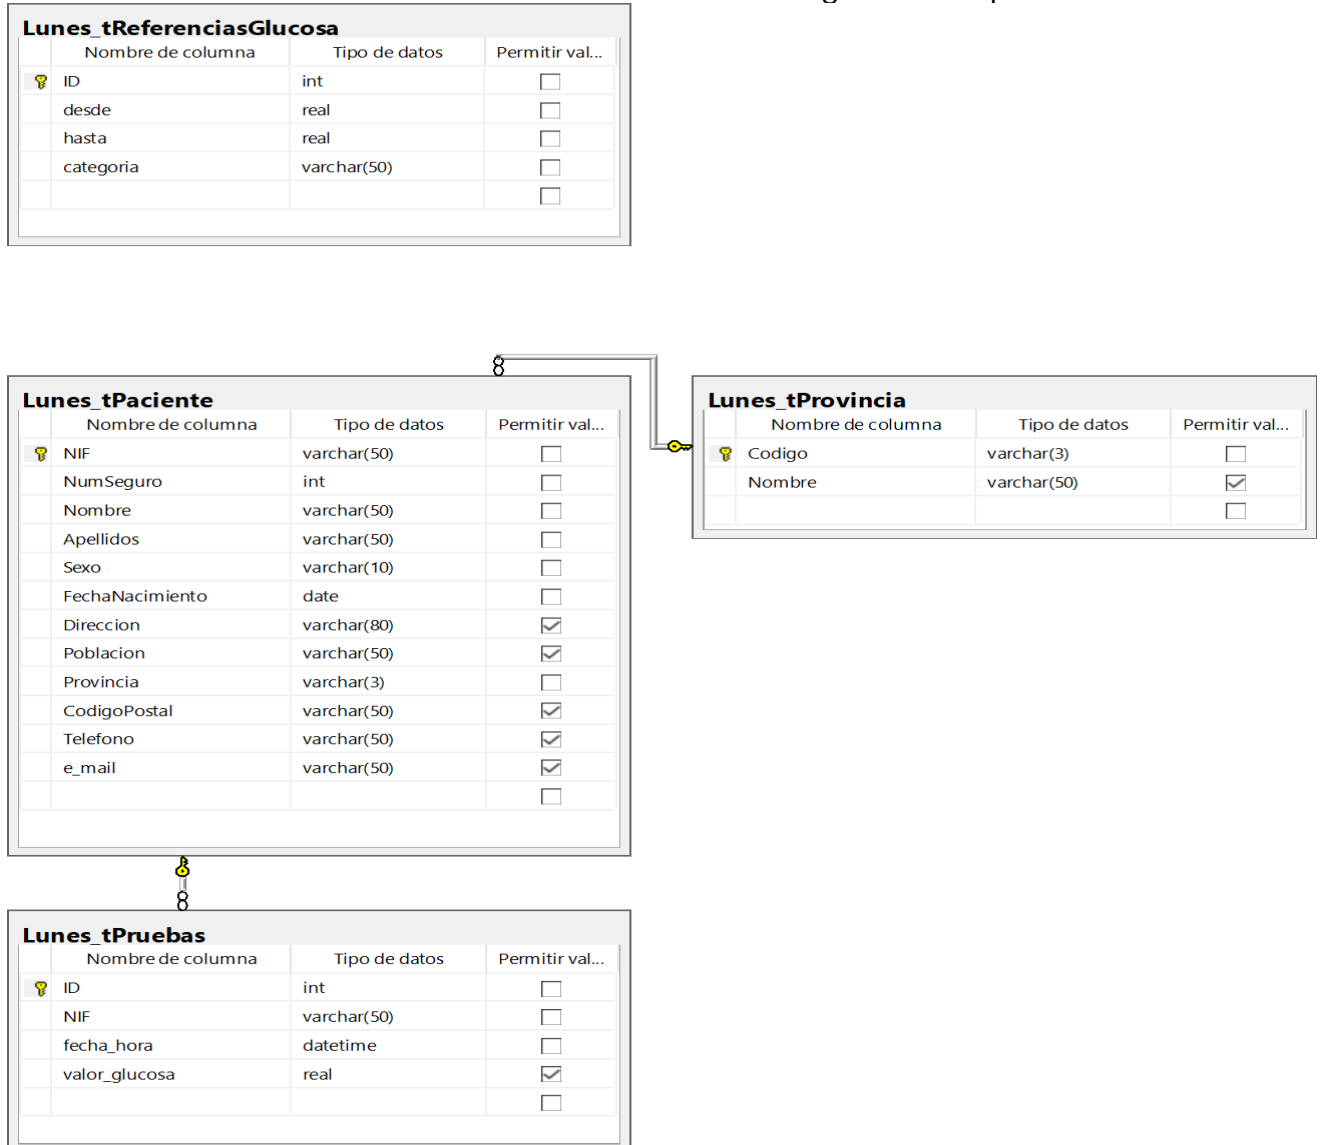 Lunes_tReferenciasGlucosa
Nombre de columna Tipo de datos Permitir val...
ID int
desde real
hasta real
categoria varchar(50)
Lunes_tPaciente
Nombre de columna Tipo de datos Permitir val...
NIF varchar(50)
NumSeguro int
Nombre varchar(50)
Apellidos varchar(50)
Sexo varchar(10)
FechaNacimiento date
Direccion varchar(80)
Poblacion varchar(50)
Provincia varchar(3)
CodigoPostal varchar(50)
Telefono varchar(50)
e_mail varchar(50)
Lunes_tProvincia
Nombre de columna Tipo de datos Permitir val...
Codigo varchar(3)
Nombre varchar(50)
Lunes_tPruebas
Nombre de columna Tipo de datos Permitir val...
ID int
NIF varchar(50)
fecha_hora datetime
valor_glucosa real